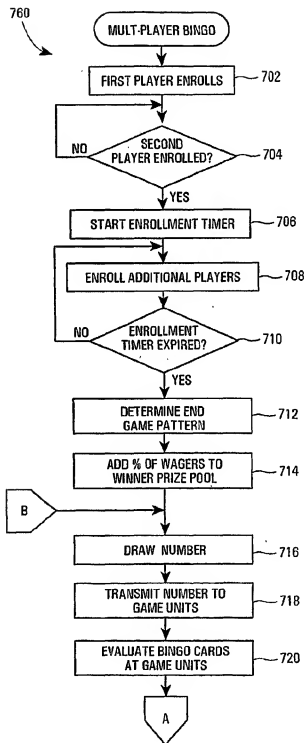 760
MULT-PLAYER BINGO
FIRST PLAYER ENROLLS
702
NO
SECOND
PLAYER ENROLLED?
704
YES
START ENROLLMENT TIMER
706
ENROLL ADDITIONAL PLAYERS
708
NO
ENROLLMENT
TIMER EXPIRED?
710
YES
DETERMINE END
GAME PATTERN
712
ADD % OF WAGERS TO
WINNER PRIZE POOL
714
B
DRAW NUMBER
716
TRANSMIT NUMBER TO
GAME UNITS
718
EVALUATE BINGO CARDS
AT GAME UNITS
720
A